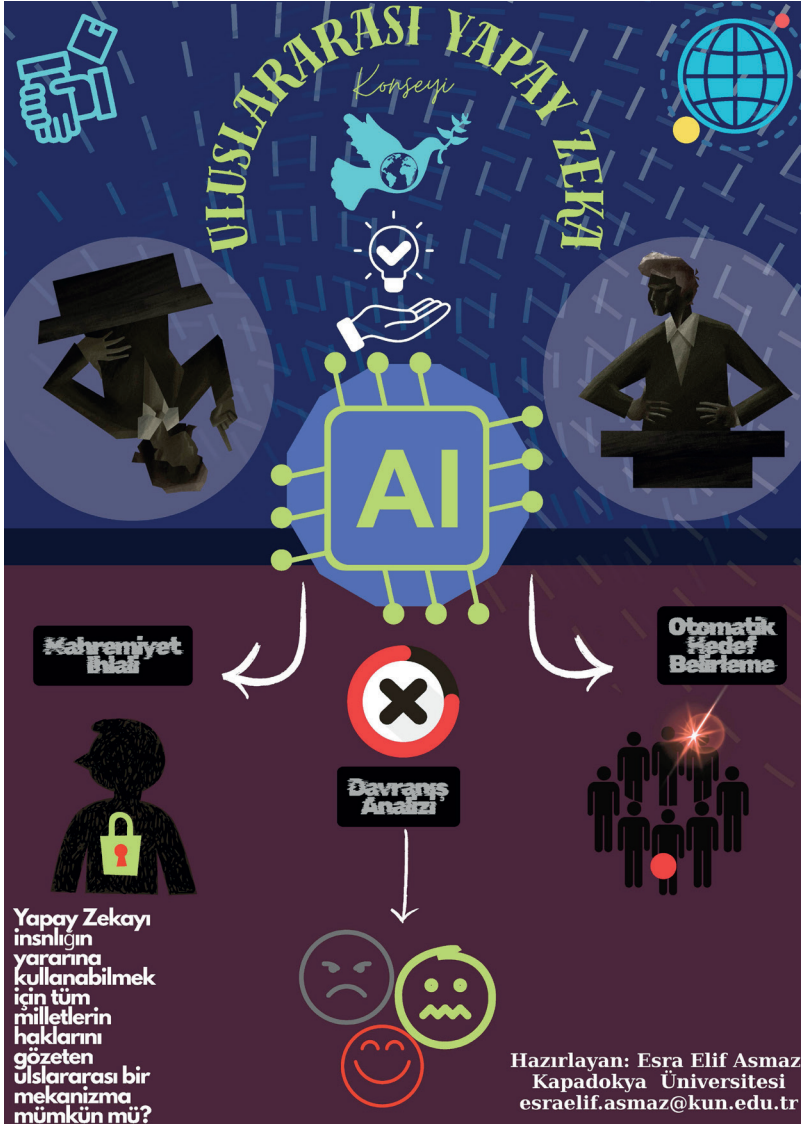 ULUSLARARASI YAPAY ZEKA
Konseyi
AI
Mahremiyet
İhlali
Otomatik
Hedef
Belirleme
Davranış
Analizi
Yapay Zekayı
insnlığın
yararına
kullanabilmek
için tüm
milletlerin
haklarını
gözeten
ulslararası bir
mekanizma
mümkün mü?
Hazırlayan: Esra Elif Asmaz
Kapadokya Üniversitesi
esraelif.asmaz@kun.edu.tr